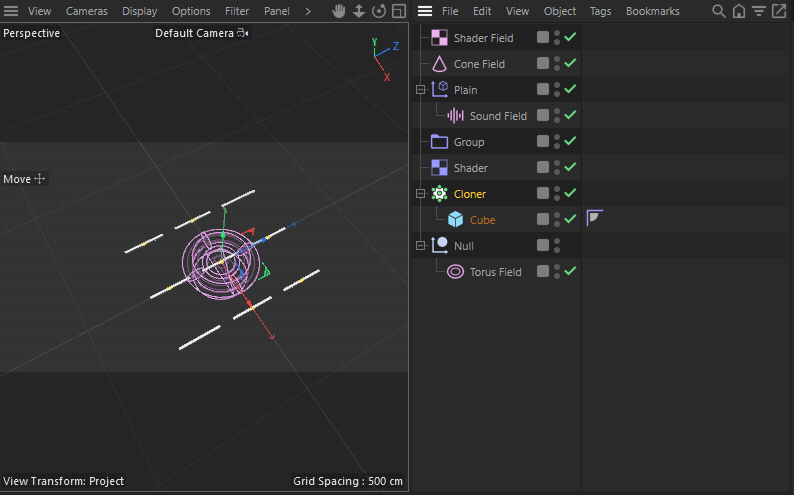 View Cameras Display Options Filter Panel
Perspective
Default Camera
Y
Z
X
Move
View Transform: Project
Grid Spacing : 500 cm
File Edit View Object Tags Bookmarks
Shader Field
Cone Field
Plain
Sound Field
Group
Shader
Cloner
Cube
Null
Torus Field